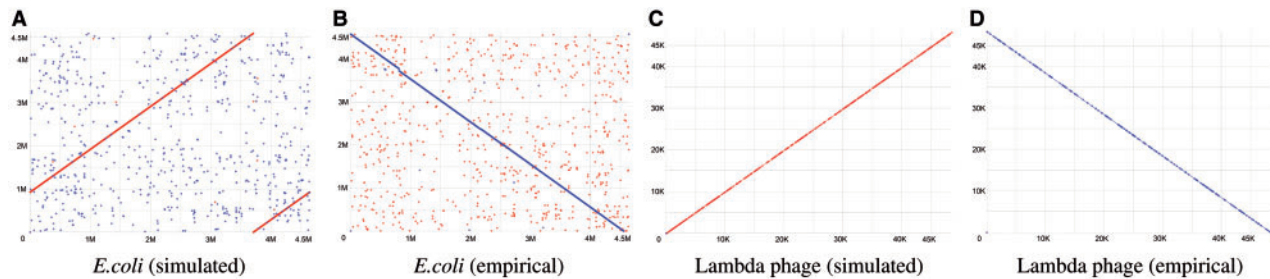 A
4.5M
4M
3M
2M
1M
0
1M
2M
3M
4M 4.5M
E.coli (simulated)
B
4.5M
4M
3M
2M
1M
0
1M
2M
3M
4M 4.5M
E.coli (empirical)
C
45K
40K
30K
20K
10K
0
10K
20K
30K
40K
45K
Lambda phage (simulated)
D
45K
40K
30K
20K
10K
0
10K
20K
30K
40K
45K
Lambda phage (empirical)